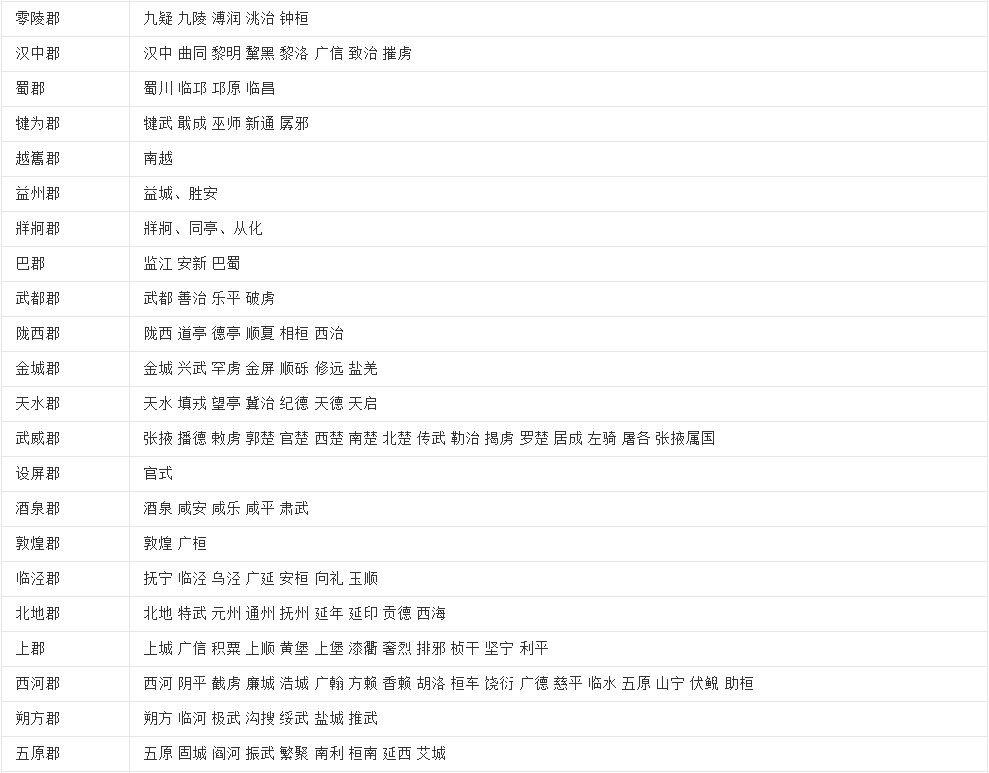 零陵郡 九疑 九陵 溥润 洮治 钟桓
汉中郡 汉中 曲同 黎明 釐黑 黎洛 广信 致治 摧虏
蜀郡 蜀川 临邛 邛原 临昌
犍为郡 犍武 戢成 巫师 新通 孱邪
越巂郡 南越
益州郡 益城、胜安
牂牁郡 牂牁、同亭、从化
巴郡 监江 安新 巴蜀
武都郡 武都 善治 乐平 破虏
陇西郡 陇西 道亭 德亭 顺夏 相桓 西治
金城郡 金城 兴武 罕虏 金屏 顺砾 修远 盐羌
天水郡 天水 填戎 望亭 冀治 纪德 天德 天启
武威郡 张掖 播德 敕虏 郭楚 官楚 西楚 南楚 北楚 传武 勒治 揭虏 罗楚 居成 左骑 屠各 张掖属国
设屏郡 官式
酒泉郡 酒泉 咸安 咸乐 咸平 肃武
敦煌郡 敦煌 广桓
临泾郡 抚宁 临泾 乌泾 广延 安桓 向礼 玉顺
北地郡 北地 特武 元州 通州 抚州 延年 延印 贡德 西海
上郡 上城 广信 积粟 上顺 黄堡 上堡 漆衢 奢烈 排邪 桢干 坚宁 利平
西河郡 西河 阴平 截虏 廉城 浩城 广翰 方赖 香赖 胡洛 桓车 饶衍 广德 慈平 临水 五原 山宁 伏觬 助桓
朔方郡 朔方 临河 极武 沟搜 绥武 盐城 推武
五原郡 五原 固城 阎河 振武 繁聚 南利 桓南 延西 艾城